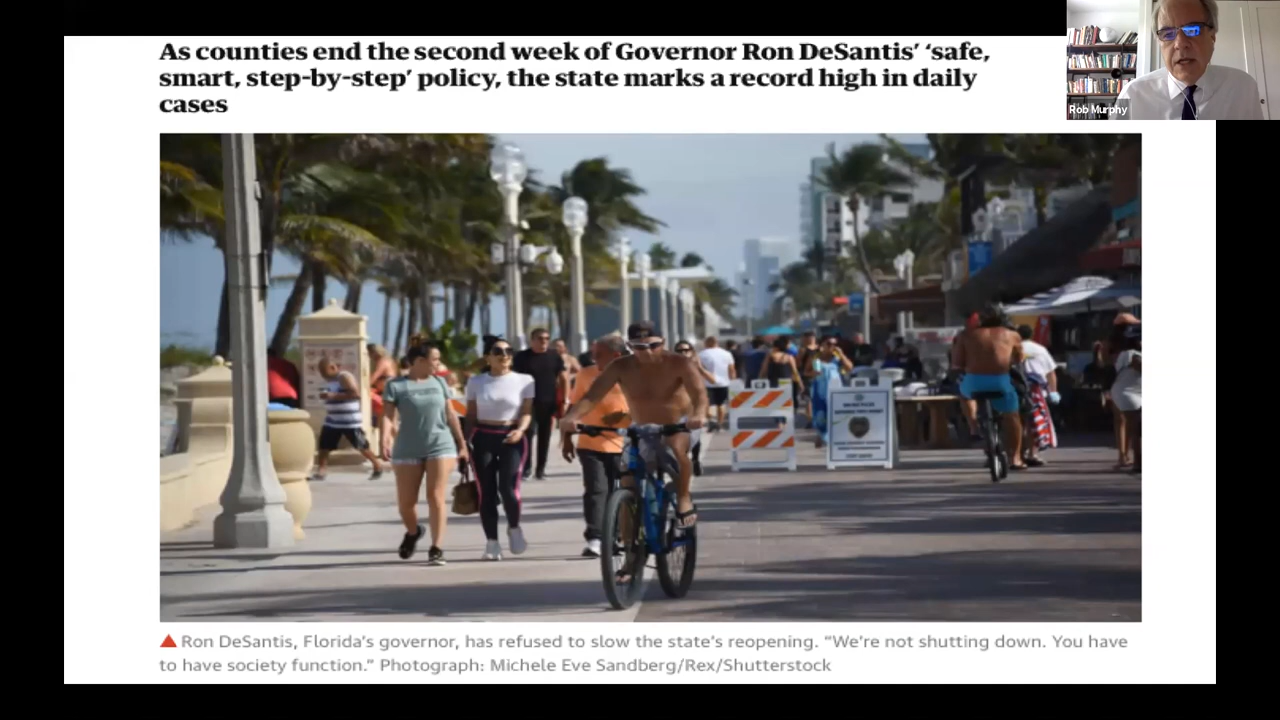 As counties end the second week of Governor Ron DeSantis’ ‘safe,
smart, step-by-step’ policy, the state marks a record high in daily
cases
Rob Murphy
Ron DeSantis, Florida’s governor, has refused to slow the state’s reopening. “We’re not shutting down. You have
to have society function.” Photograph: Michele Eve Sandberg/Rex/Shutterstock